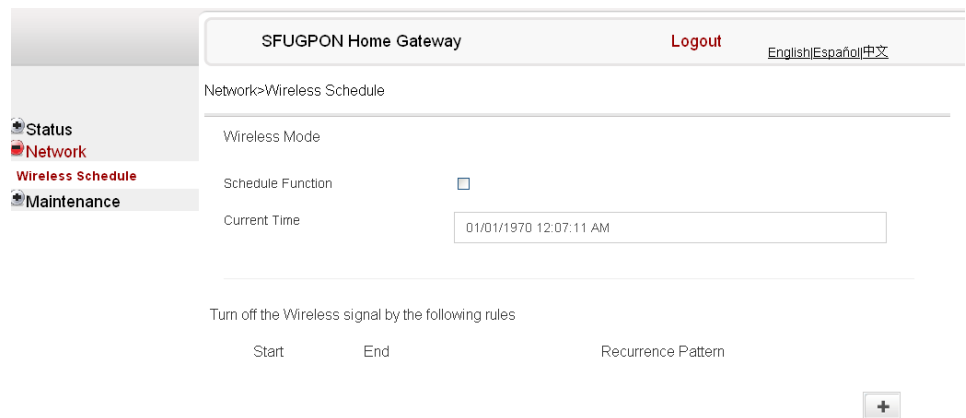 SFUGPON Home Gateway
Logout
English|Español|中文
Network>Wireless Schedule
Status
Network
Wireless Schedule
Maintenance
Wireless Mode
Schedule Function
Current Time
01/01/1970 12:07:11 AM
Turn off the Wireless signal by the following rules
Start End Recurrence Pattern
+